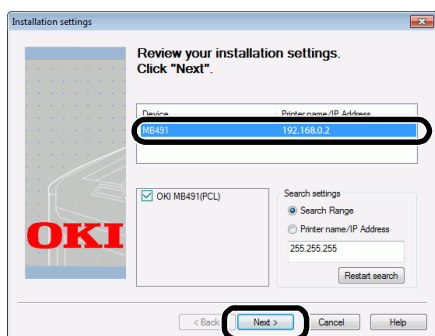 Installation settings
Review your installation settings.
Click "Next".
Device Printer name/IP Address
MB491 192.168.0.2
OKI MB491(PCL)
Search settings
Search Range
Printer name/IP Address
255.255.255
Restart search
OKI
< Back Next > Cancel Help